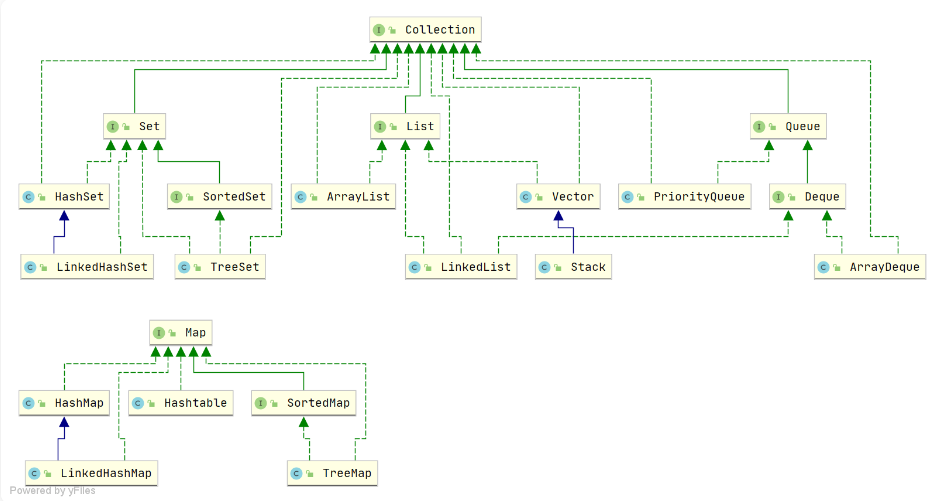 I Collection
I Set
I List
I Queue
C HashSet
I SortedSet
C ArrayList
C Vector
C PriorityQueue
I Deque
C LinkedHashSet
C TreeSet
C LinkedList
C Stack
C ArrayDeque
I Map
C HashMap
C Hashtable
I SortedMap
C LinkedHashMap
C TreeMap
Powered by yFiles